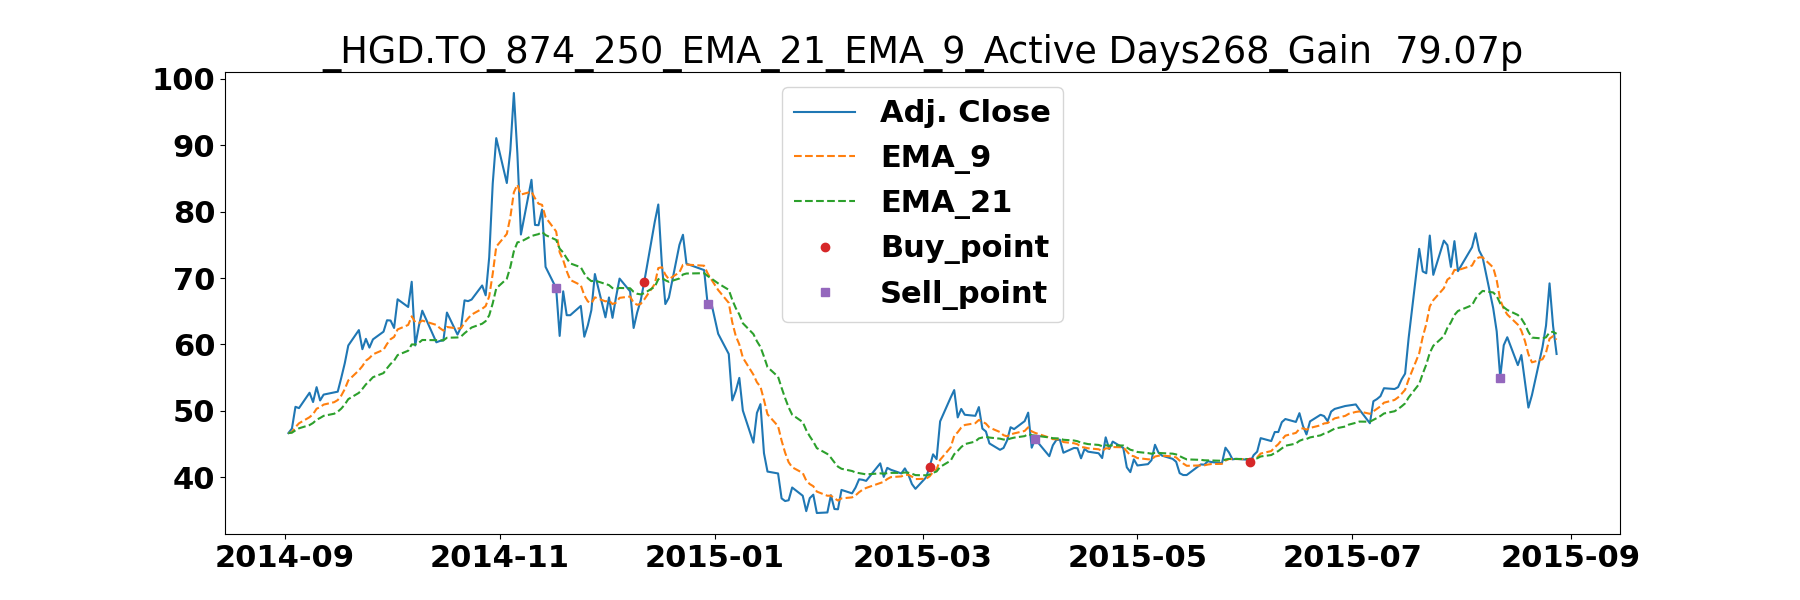 _HGD.TO_874_250_EMA_21_EMA_9_Active Days268_Gain  79.07p
100
90
80
70
60
50
40
Adj. Close
EMA_9
EMA_21
Buy_point
Sell_point
2014-09 2014-11 2015-01 2015-03 2015-05 2015-07 2015-09